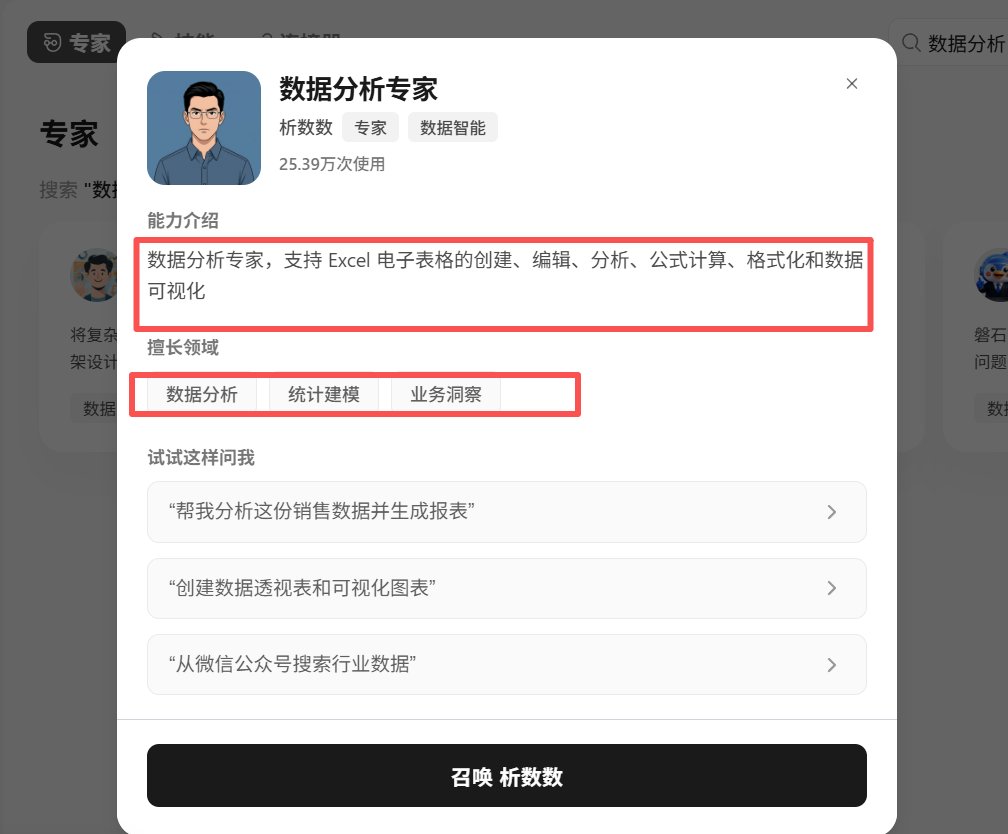 专家
数据分析
专家
搜索 "数据
将复杂
架设计
数据
磐石
问题
数据
数据分析专家
析数数 专家 数据智能
25.39万次使用
能力介绍
数据分析专家，支持 Excel 电子表格的创建、编辑、分析、公式计算、格式化和数据
可视化
擅长领域
数据分析 统计建模 业务洞察
试试这样问我
“帮我分析这份销售数据并生成报表”
“创建数据透视表和可视化图表”
“从微信公众号搜索行业数据”
召唤 析数数